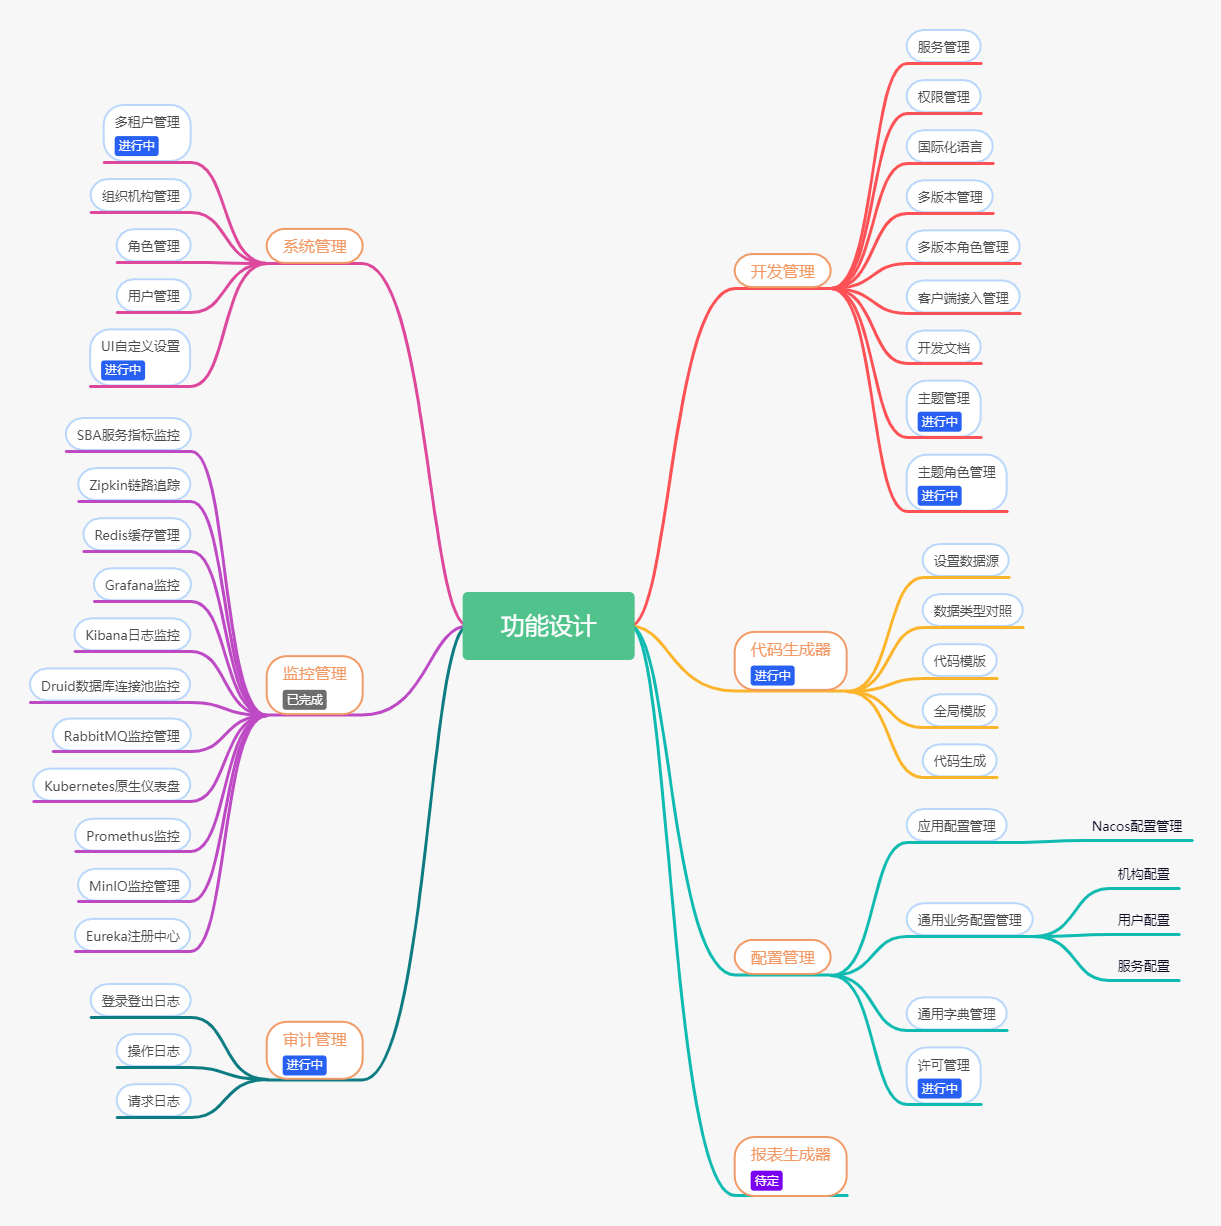 功能设计
系统管理
多租户管理
进行中
组织机构管理
角色管理
用户管理
UI自定义设置
进行中
监控管理
已完成
SBA服务指标监控
Zipkin链路追踪
Redis缓存管理
Grafana监控
Kibana日志监控
Druid数据库连接池监控
RabbitMQ监控管理
Kubernetes原生仪表盘
Promethus监控
MinIO监控管理
Eureka注册中心
审计管理
进行中
登录登出日志
操作日志
请求日志
开发管理
服务管理
权限管理
国际化语言
多版本管理
多版本角色管理
客户端接入管理
开发文档
主题管理
进行中
主题角色管理
进行中
代码生成器
进行中
设置数据源
数据类型对照
代码模版
全局模版
代码生成
配置管理
应用配置管理
Nacos配置管理
通用业务配置管理
机构配置
用户配置
服务配置
通用字典管理
许可管理
进行中
报表生成器
待定